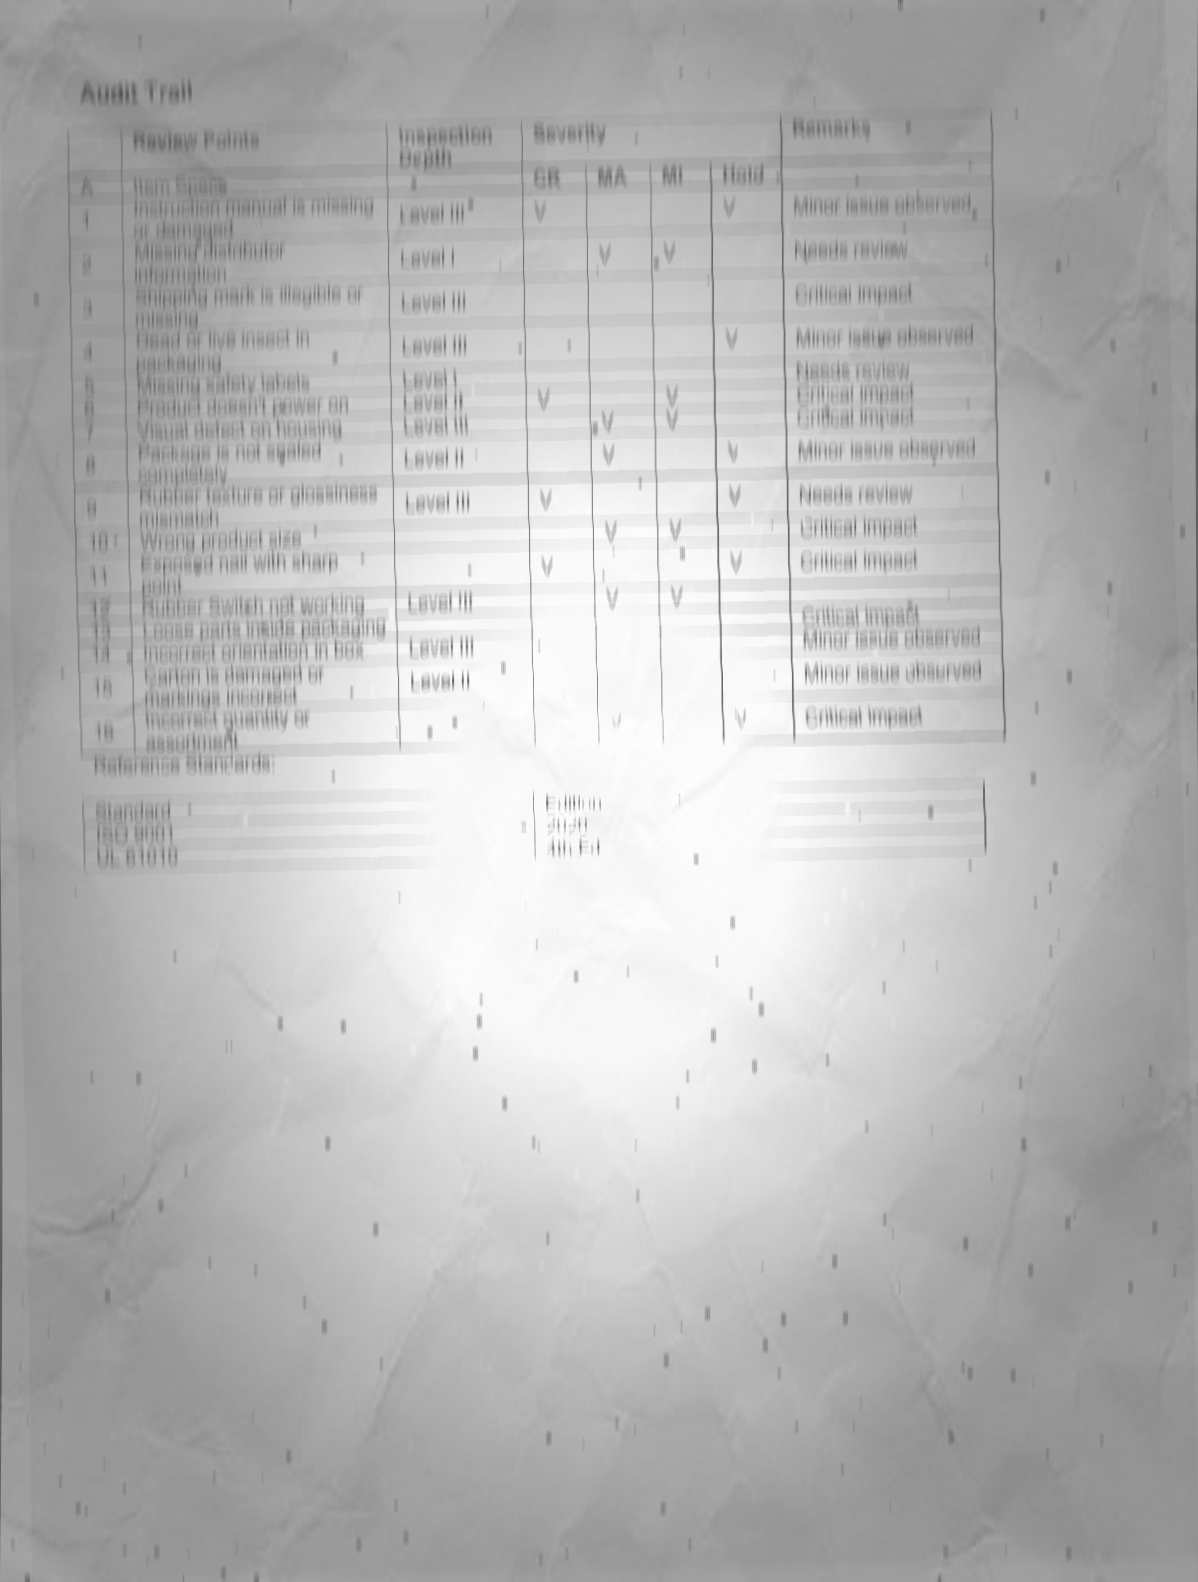 Audit Trail
Review Points Inspection Depth Severity Remarks
A Item Specs CR MA MI Hold
1 Instruction manual is missing or damaged Level III V V Minor issue observed
2 Missing distributor information Level I V V Needs review
3 Shipping mark is illegible or missing Level III Critical impact
4 Dead or live insect in packaging Level III V Minor issue observed
5 Missing safety labels Level I Needs review
6 Product doesn't power on Level II V V Critical impact
7 Visual defect on housing Level III V V Critical impact
8 Package is not sealed completely Level II V V Minor issue observed
9 Rubber texture or glossiness mismatch Level III V V Needs review
10 Wrong product size V V Critical impact
11 Exposed nail with sharp point V V Critical impact
12 Rubber Switch not working Level III V V
13 Loose parts inside packaging Critical impact
14 Incorrect orientation in box Level III Minor issue observed
15 Carton is damaged or markings incorrect Level II Minor issue observed
16 Incorrect quantity or assortment V V Critical impact
Reference Standards:
Standard Edition
ISO 9001 2020
UL 61010 4th Ed